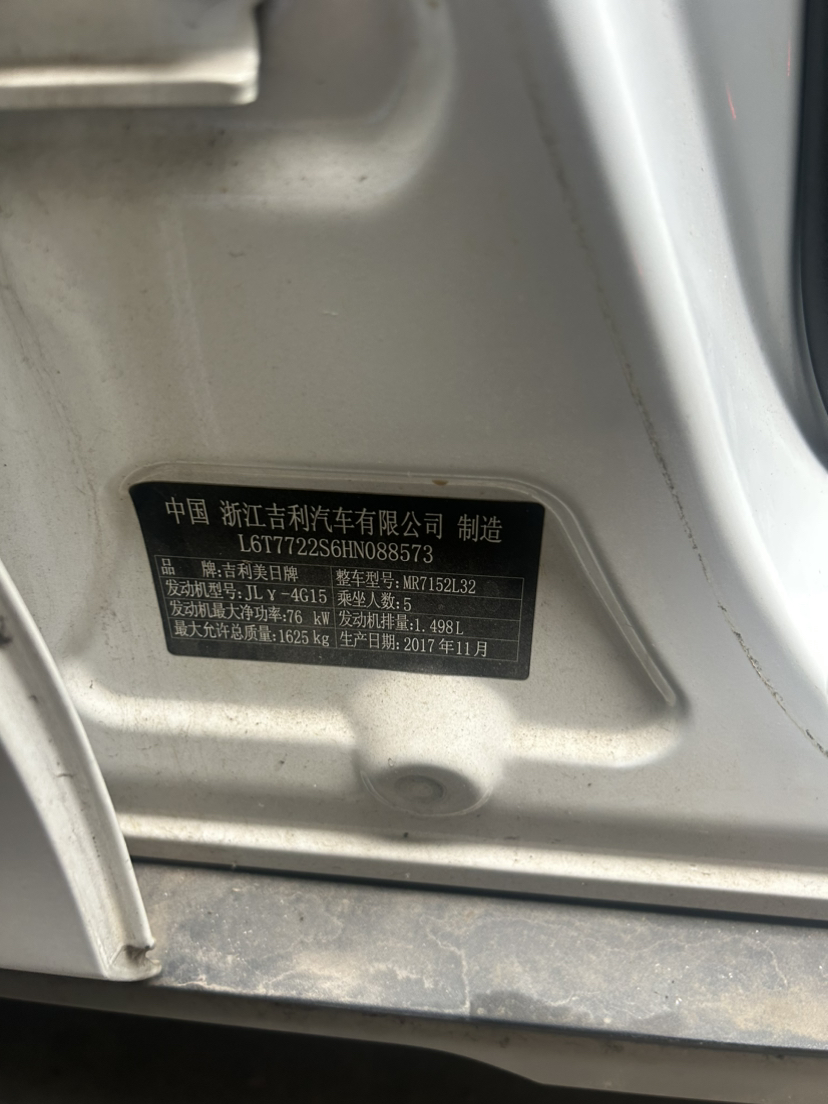 中国 浙江吉利汽车有限公司 制造
L6T7722S6HN088573
品 牌:吉利美日牌 整车型号:MR7152L32
发动机型号:JLγ-4G15 乘坐人数:5
发动机最大净功率:76 kW 发动机排量:1.498L
最大允许总质量:1625kg 生产日期:2017年11月